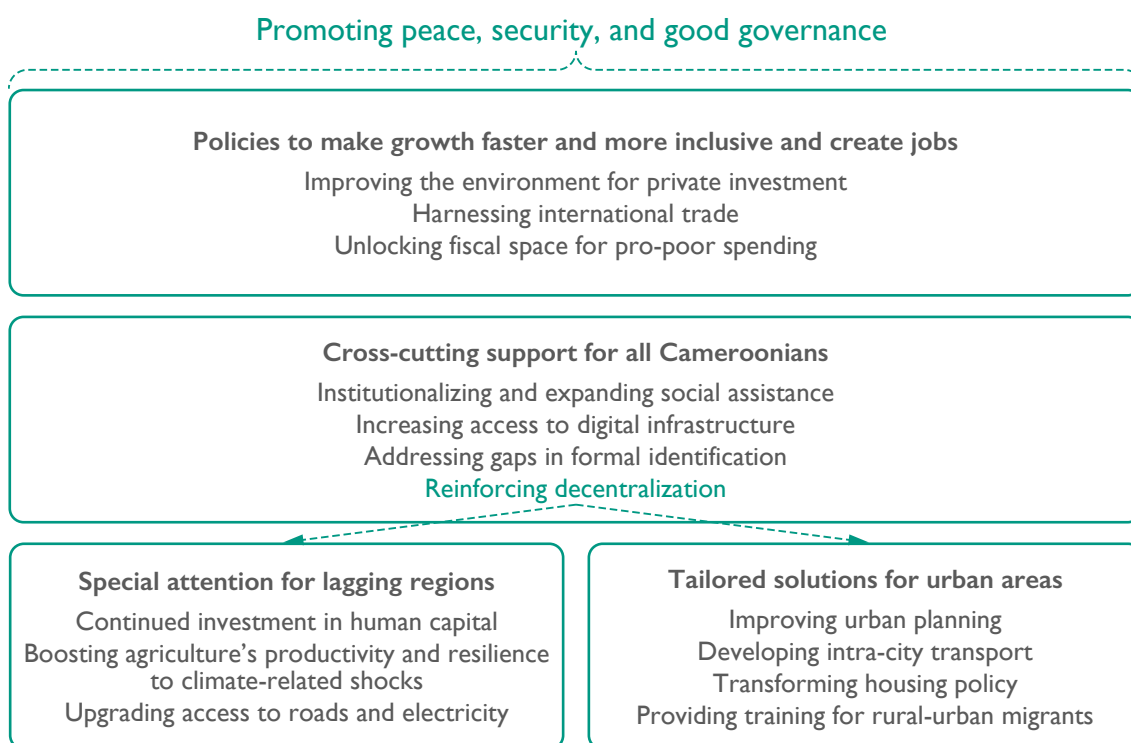 Promoting peace, security, and good governance
Policies to make growth faster and more inclusive and create jobs
Improving the environment for private investment
Harnessing international trade
Unlocking fiscal space for pro-poor spending
Cross-cutting support for all Cameroonians
Institutionalizing and expanding social assistance
Increasing access to digital infrastructure
Addressing gaps in formal identification
Reinforcing decentralization
Special attention for lagging regions
Continued investment in human capital
Boosting agriculture’s productivity and resilience
to climate-related shocks
Upgrading access to roads and electricity
Tailored solutions for urban areas
Improving urban planning
Developing intra-city transport
Transforming housing policy
Providing training for rural-urban migrants